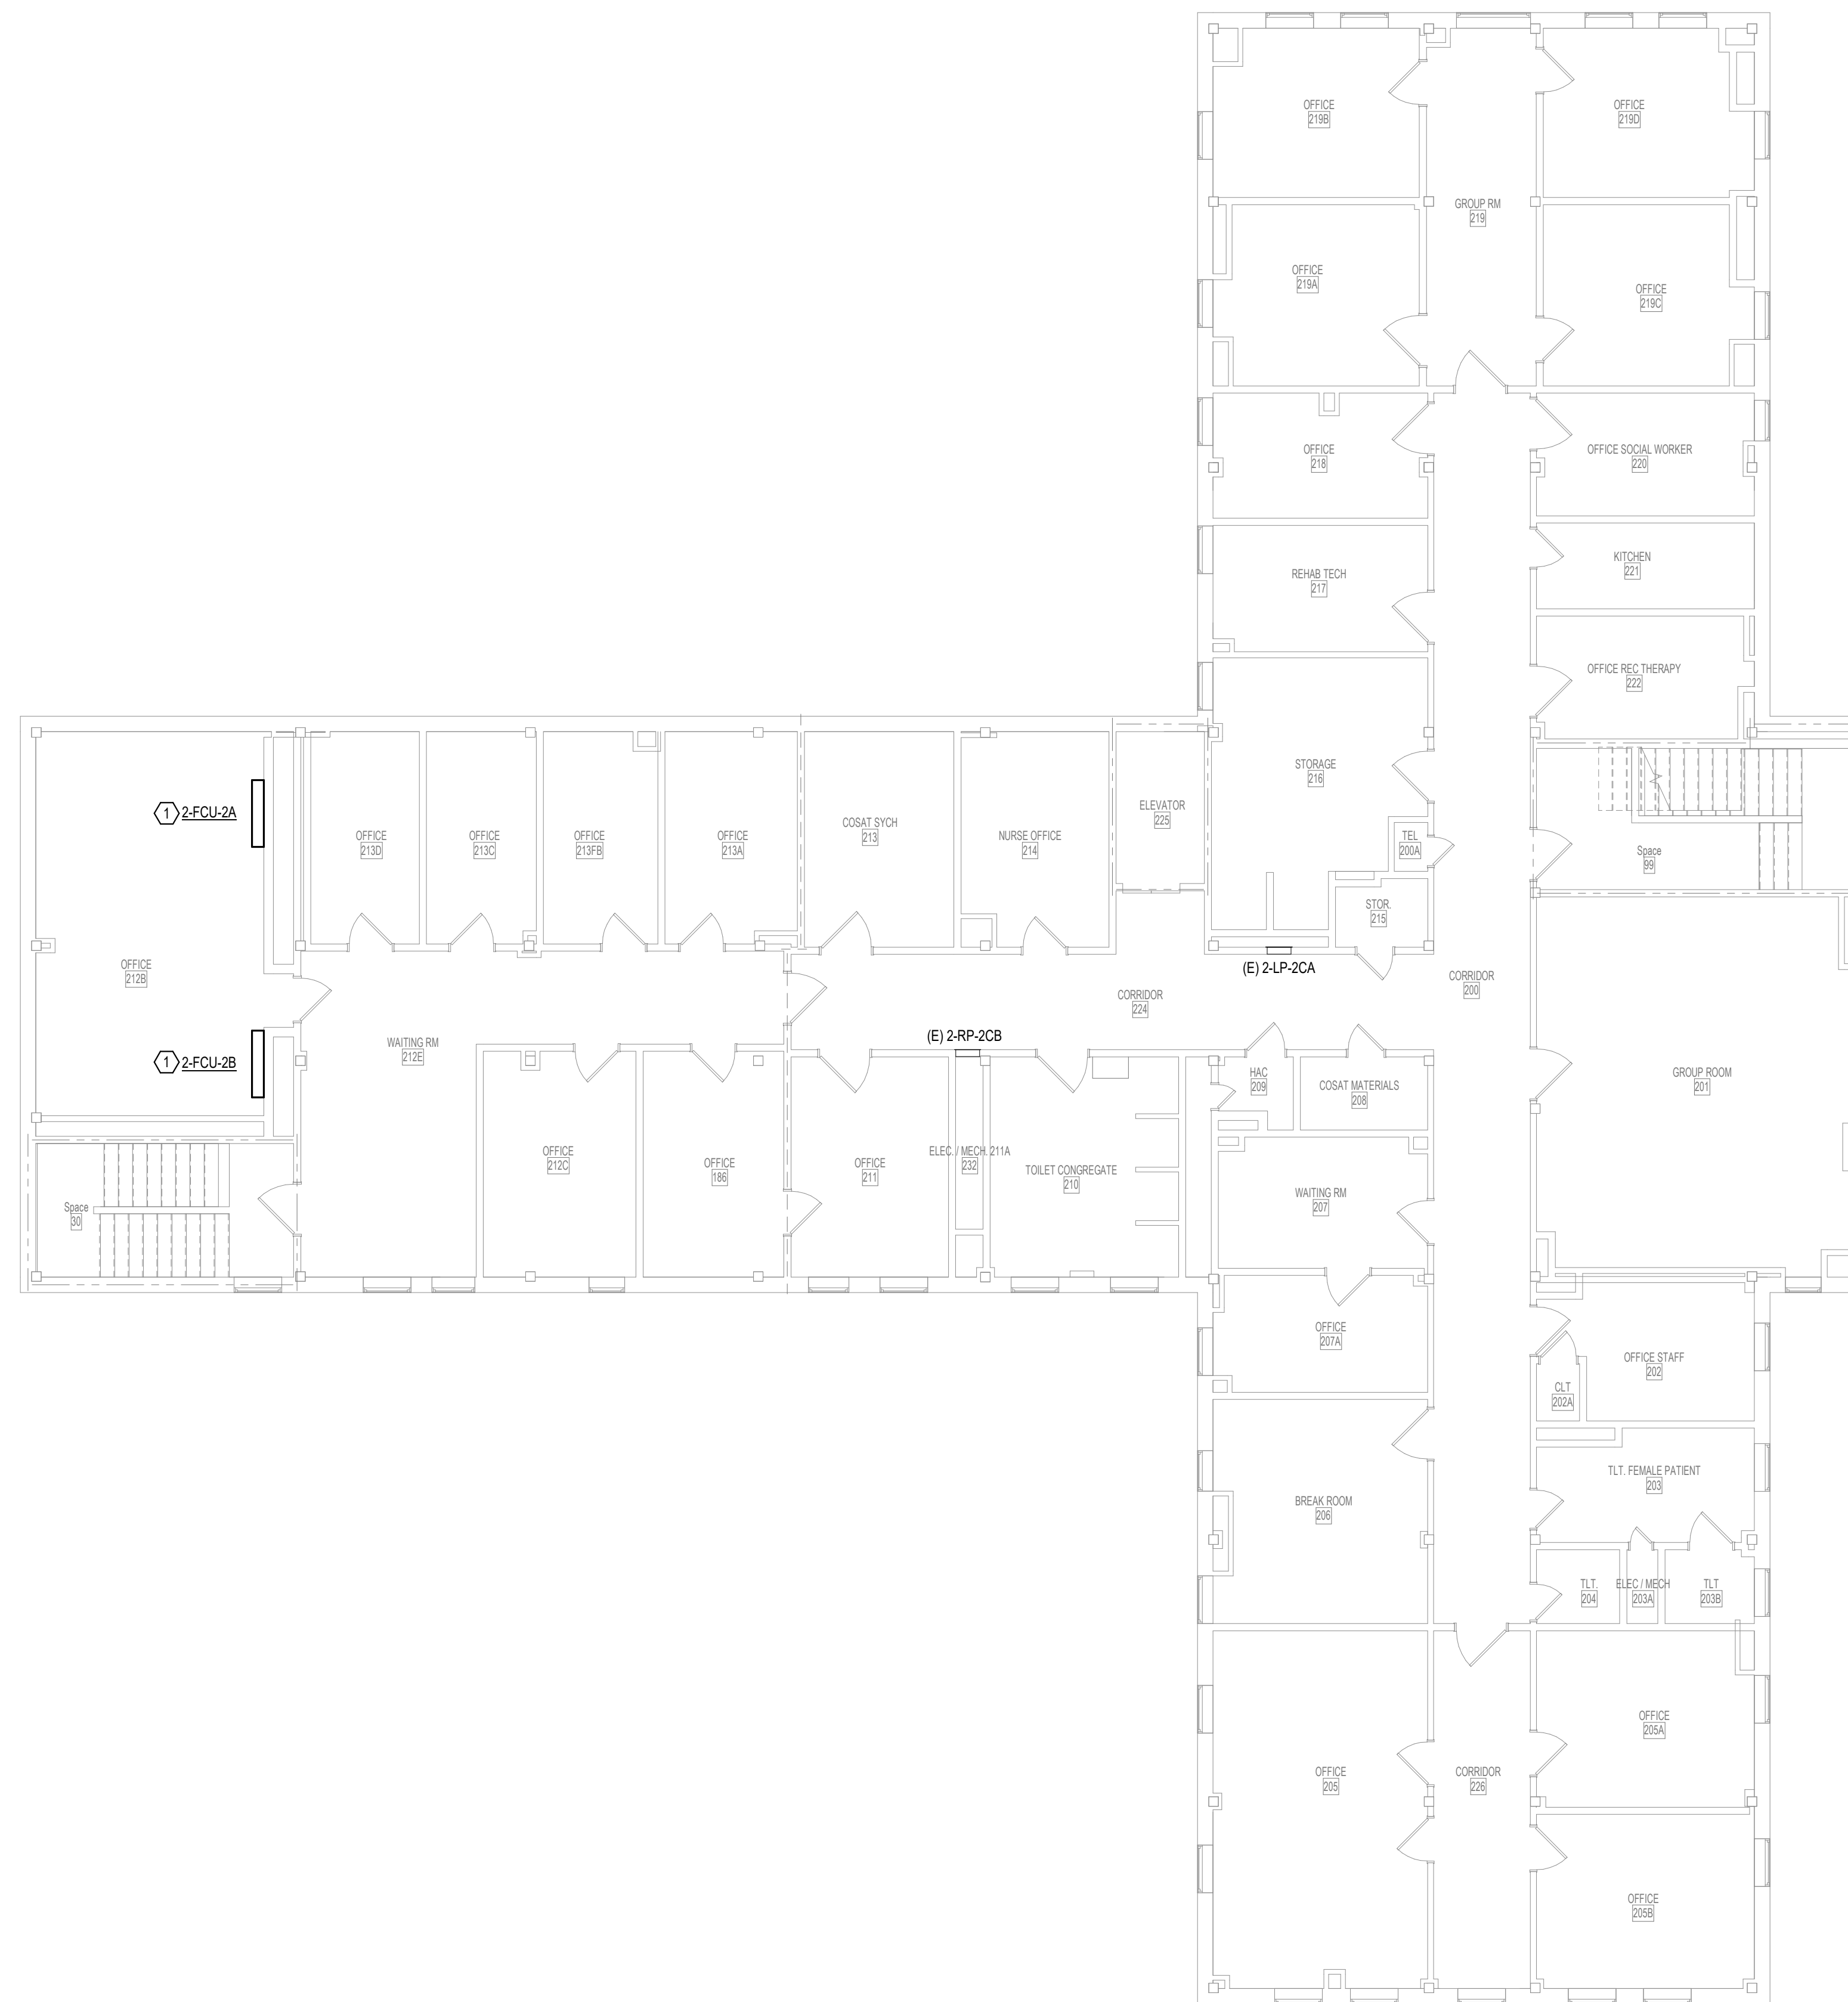 OFFICE
219B
OFFICE
219D
GROUP RM
219
OFFICE
219A
OFFICE
219C
OFFICE
218
OFFICE SOCIAL WORKER
220
KITCHEN
221
REHAB TECH
217
OFFICE REC THERAPY
222
STORAGE
216
1 2-FCU-2A
OFFICE
213D
OFFICE
213C
OFFICE
213FB
OFFICE
213A
COSAT SYCH
213
NURSE OFFICE
214
ELEVATOR
225
TEL
200A
Space
99
STOR.
215
OFFICE
212B
(E) 2-LP-2CA
CORRIDOR
200
CORRIDOR
224
WAITING RM
212E
(E) 2-RP-2CB
1 2-FCU-2B
HAC
209
COSAT MATERIALS
208
GROUP ROOM
201
OFFICE
212C
OFFICE
186
OFFICE
211
ELEC. / MECH. 211A
232
TOILET CONGREGATE
210
WAITING RM
207
Space
30
OFFICE
207A
OFFICE STAFF
202
CLT
202A
TLT. FEMALE PATIENT
203
BREAK ROOM
206
TLT.
204
ELEC / MECH
203A
TLT
203B
OFFICE
205A
OFFICE
205
CORRIDOR
226
OFFICE
205B